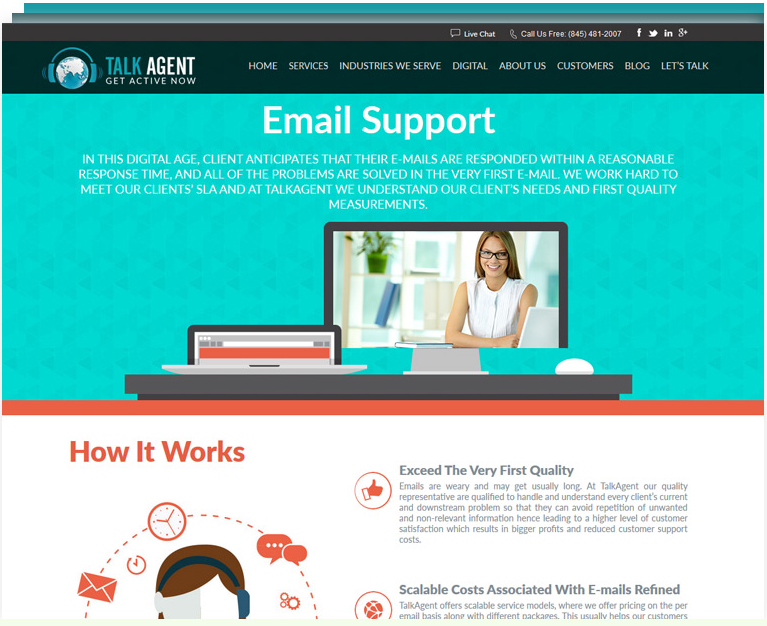 Live Chat Call Us Free: (845) 481-2007
TALK AGENT
GET ACTIVE NOW
HOME SERVICES INDUSTRIES WE SERVE DIGITAL ABOUT US CUSTOMERS BLOG LET'S TALK
Email Support
IN THIS DIGITAL AGE, CLIENT ANTICIPATES THAT THEIR E-MAILS ARE RESPONDED WITHIN A REASONABLE
RESPONSE TIME, AND ALL OF THE PROBLEMS ARE SOLVED IN THE VERY FIRST E-MAIL. WE WORK HARD TO
MEET OUR CLIENTS' SLA AND AT TALKAGENT WE UNDERSTAND OUR CLIENT'S NEEDS AND FIRST QUALITY
MEASUREMENTS.
How It Works
Exceed The Very First Quality
Emails are weary and may get usually long. At TalkAgent our quality
representative are qualified to handle and understand every client's current
and downstream problem so that they can avoid repetition of unwanted
and non-relevant information hence leading to a higher level of customer
satisfaction which results in bigger profits and reduced customer support
costs.
Scalable Costs Associated With E-mails Refined
TalkAgent offers scalable service models, where we offer pricing on the per
email basis along with different packages. This usually helps our customers